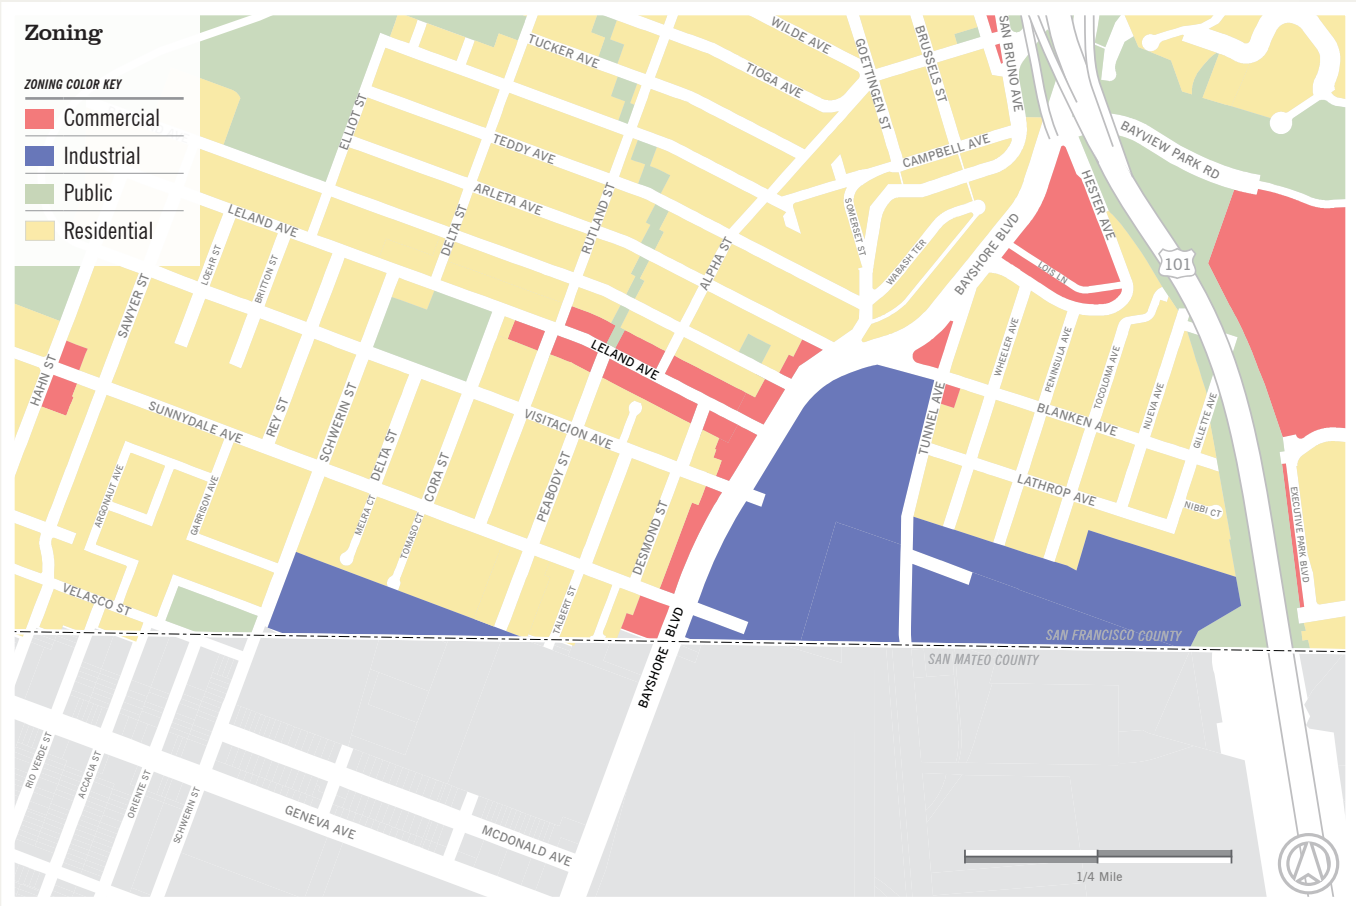 Zoning
ZONING COLOR KEY
Commercial
Industrial
Public
Residential
TUCKER AVE
WILDE AVE
TIOGA AVE
GOETTINGEN ST
BRUSSELS ST
SAN BRUNO AVE
ELLIOT ST
TEDDY AVE
CAMPBELL AVE
BAYVIEW PARK RD
ARLETA AVE
HESTER AVE
LELAND AVE
DELTA ST
RUTLAND ST
ALPHA ST
SOMERSET ST
WABASH TER
BAYSHORE BLVD
LOIS LN
101
LOEHR ST
BRITTON ST
SAWYER ST
HAHN ST
LELAND AVE
WHEELER AVE
PENINSULA AVE
TOCOLOMA AVE
NUEVA AVE
GILLETTE AVE
TUNNEL AVE
BLANKEN AVE
SUNNYDALE AVE
REY ST
SCHWERIN ST
DELTA ST
CORA ST
VISITACION AVE
PEABODY ST
DESMOND ST
LATHROP AVE
NIBBI CT
EXECUTIVE PARK BLVD
ARGONAUT AVE
GARRISON AVE
MELRA CT
TOMASO CT
VELASCO ST
TALBERT ST
BAYSHORE BLVD
SAN FRANCISCO COUNTY
SAN MATEO COUNTY
RIO VERDE ST
ACCACIA ST
ORIENTE ST
SCHWERIN ST
GENEVA AVE
MCDONALD AVE
1/4 Mile